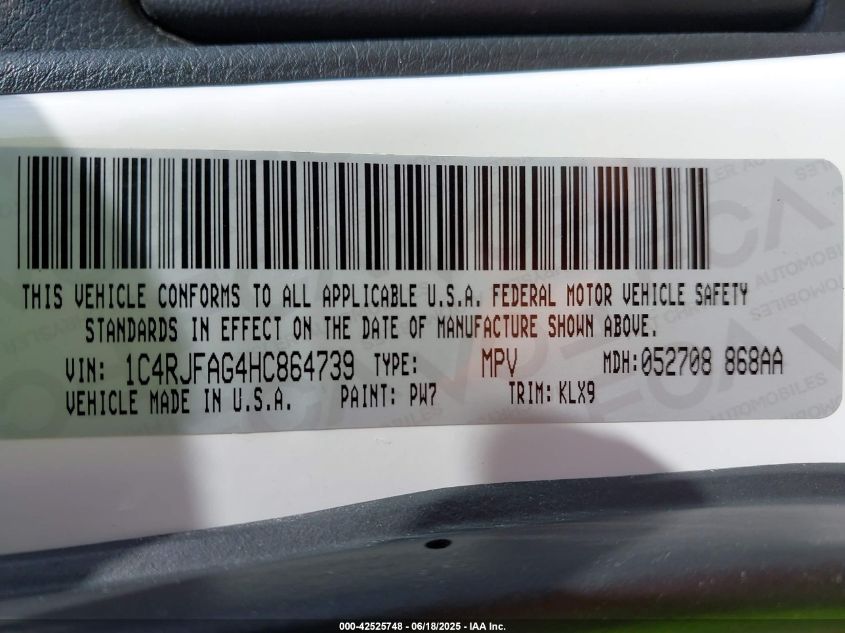 THIS VEHICLE CONFORMS TO ALL APPLICABLE U.S.A. FEDERAL MOTOR VEHICLE SAFETY
STANDARDS IN EFFECT ON THE DATE OF MANUFACTURE SHOWN ABOVE.
VIN: 1C4RJFAG4HC864739 TYPE: MPV MDH: 052708 868AA
VEHICLE MADE IN U.S.A. PAINT: PW7 TRIM: KLX9
000-42525748 - 06/18/2025 - IAA Inc.